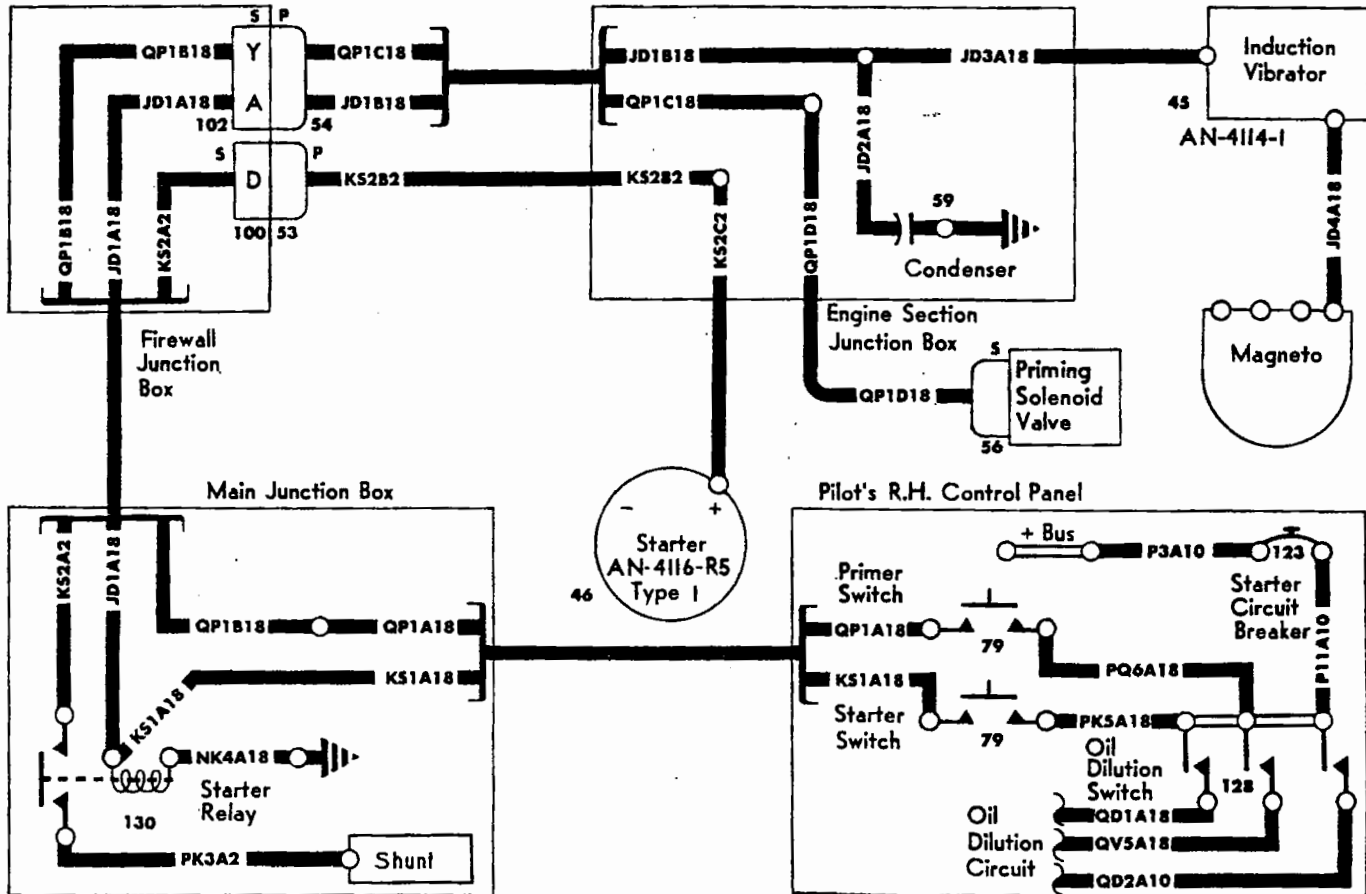 S P
QP1B18 Y QP1C18
JD1A18 A JD1B18
102 54
S P
D KS2B2
100 53
QP1B18
JD1A18
KS2A2
Firewall
Junction
Box
JD1B18 JD3A18
QP1C18
KS2B2
JD2A18
59
Condenser
KS2C2
QP1D18
Engine Section
Junction Box
Induction
Vibrator
45
AN-4114-1
JD4A18
Magneto
QP1D18
S
Priming
Solenoid
Valve
56
Main Junction Box
KS2A2
JD1A18
QP1B18 QP1A18
KS1A18
KS1A18
NK4A18
Starter
Relay
130
PK3A2
Shunt
- +
Starter
AN-4116-R5
Type 1
46
Pilot's R.H. Control Panel
+ Bus
P3A10
123
Starter
Circuit
Breaker
P11A10
Primer
Switch
QP1A18
79
PQ6A18
KS1A18
Starter
Switch
79
PK5A18
Oil
Dilution
Switch
128
Oil
Dilution
Circuit
QD1A18
QV5A18
QD2A10